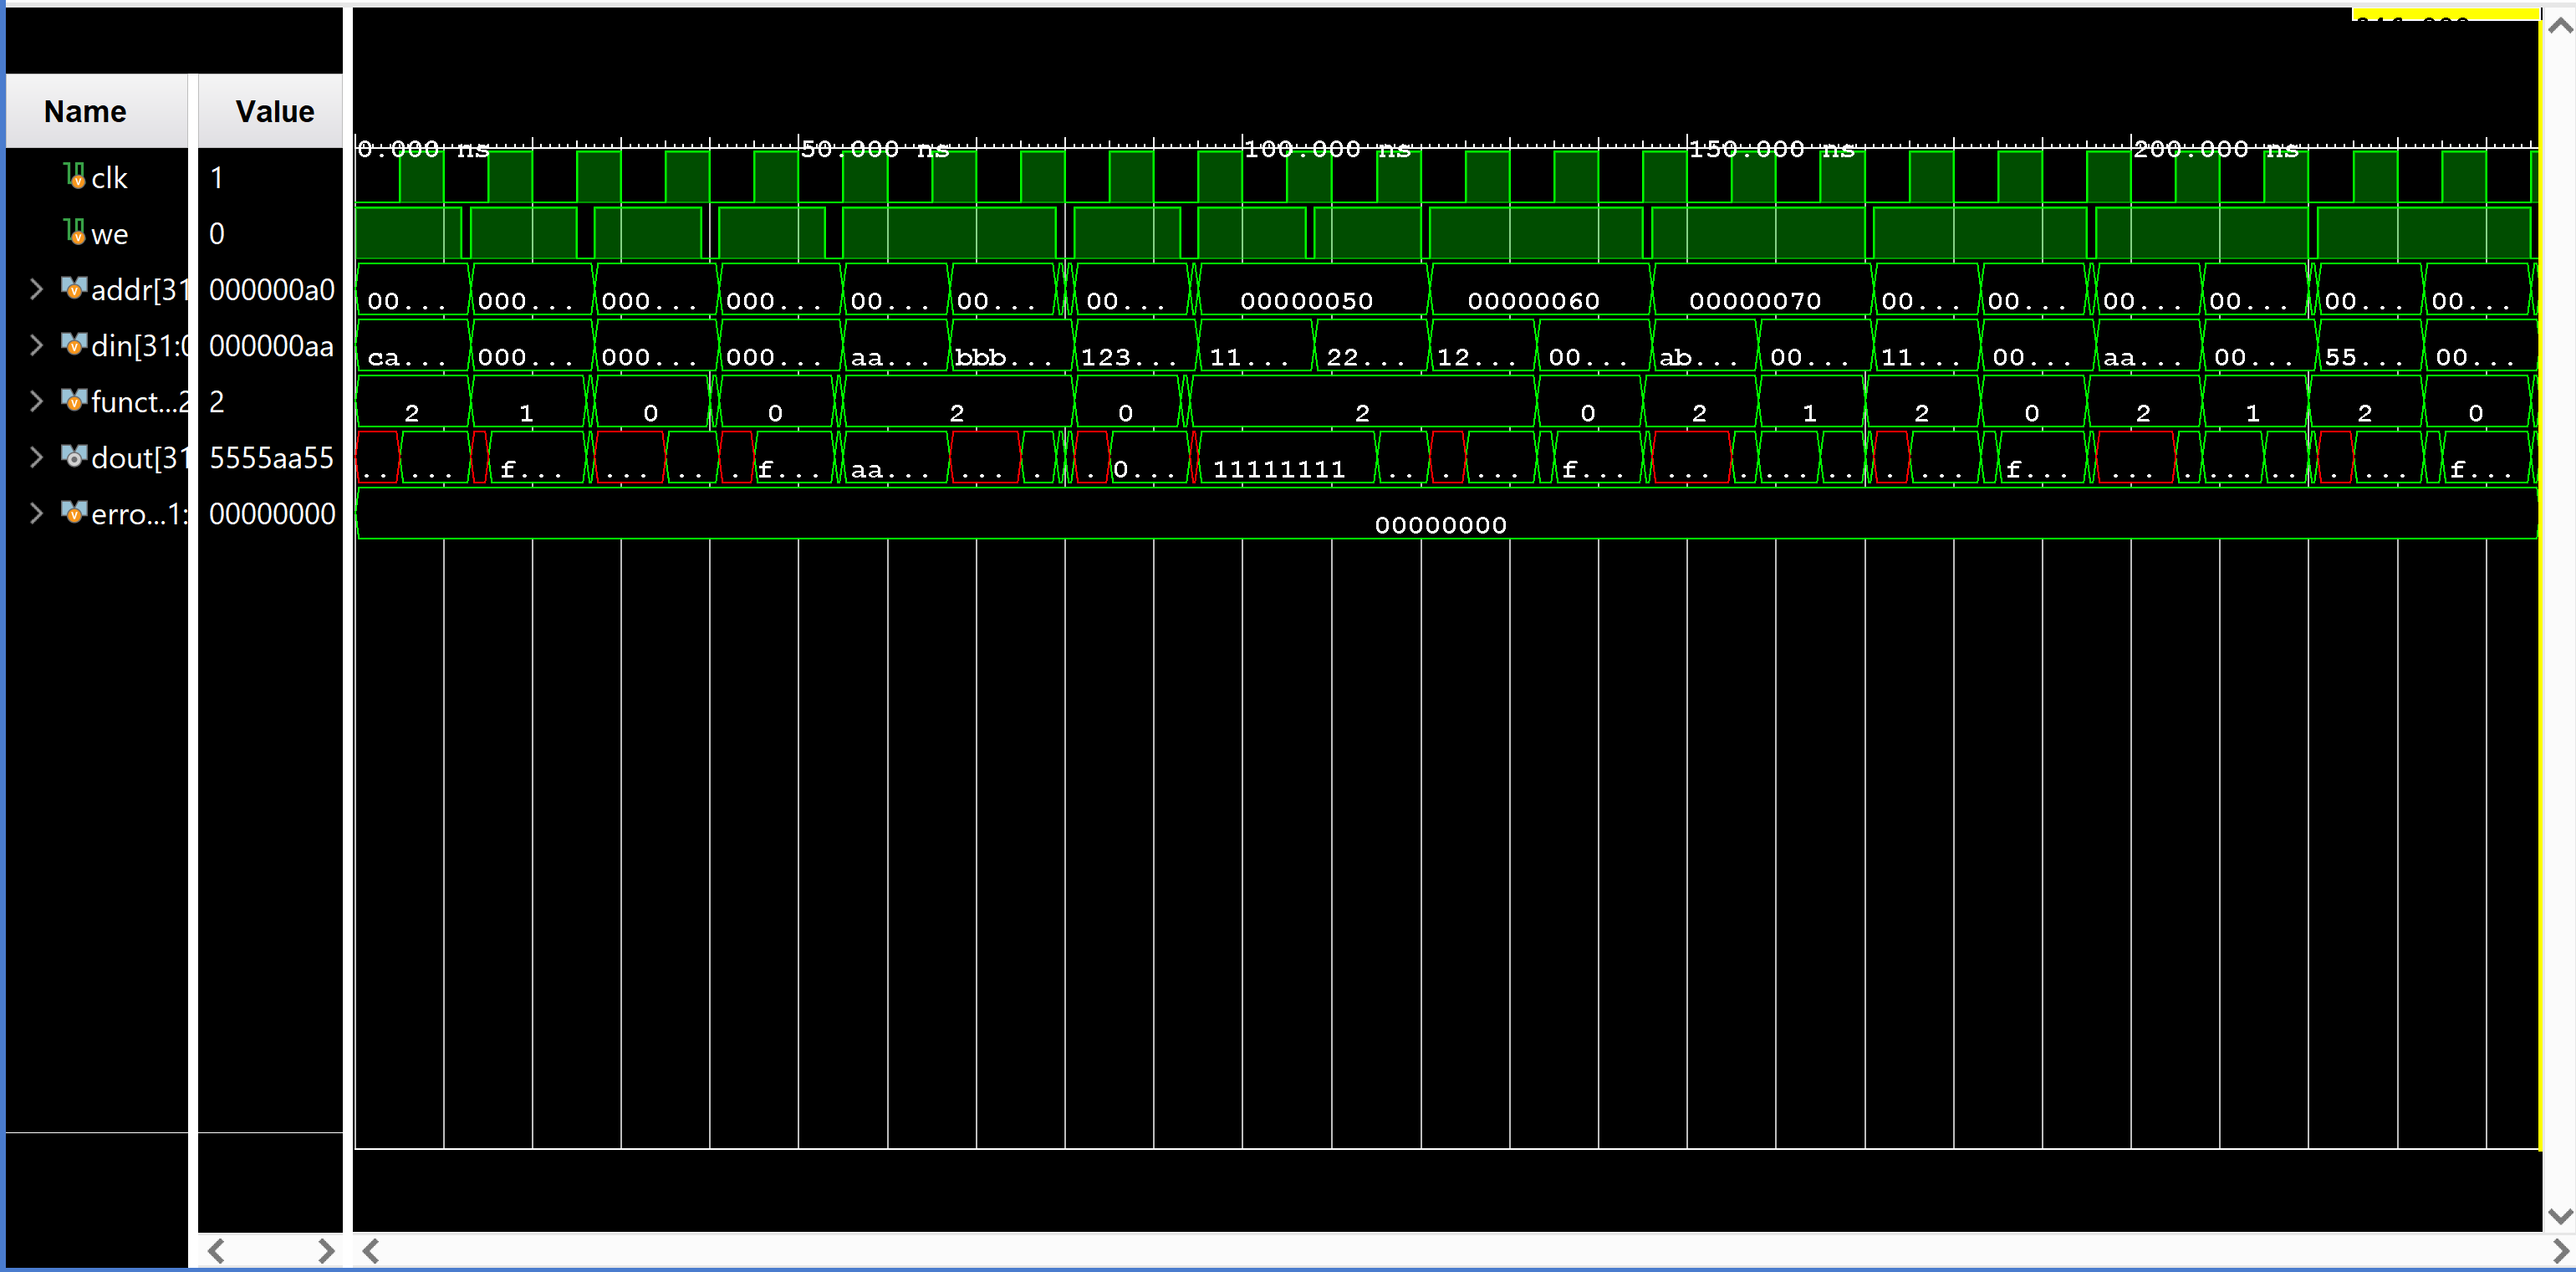 Name Value
0.000 ns 50.000 ns 100.000 ns 150.000 ns 200.000 ns
clk 1
we 0
addr[31 000000a0 00... 000... 000... 000... 00... 00... 00... 00000050 00000060 00000070 00... 00... 00... 00... 00... 00...
din[31:0 000000aa ca... 000... 000... 000... aa... bbb... 123... 11... 22... 12... 00... ab... 00... 11... 00... aa... 00... 55... 00...
funct...2 2 2 1 0 0 2 0 2 0 2 1 2 0 2 1 2 0
dout[31 5555aa55 .. ... f... ... .. . f... aa... ... . . 0... 11111111 .. . ... f... ... . ... .. . ... f... ... . ... .. . ... f...
erro...1: 00000000 00000000